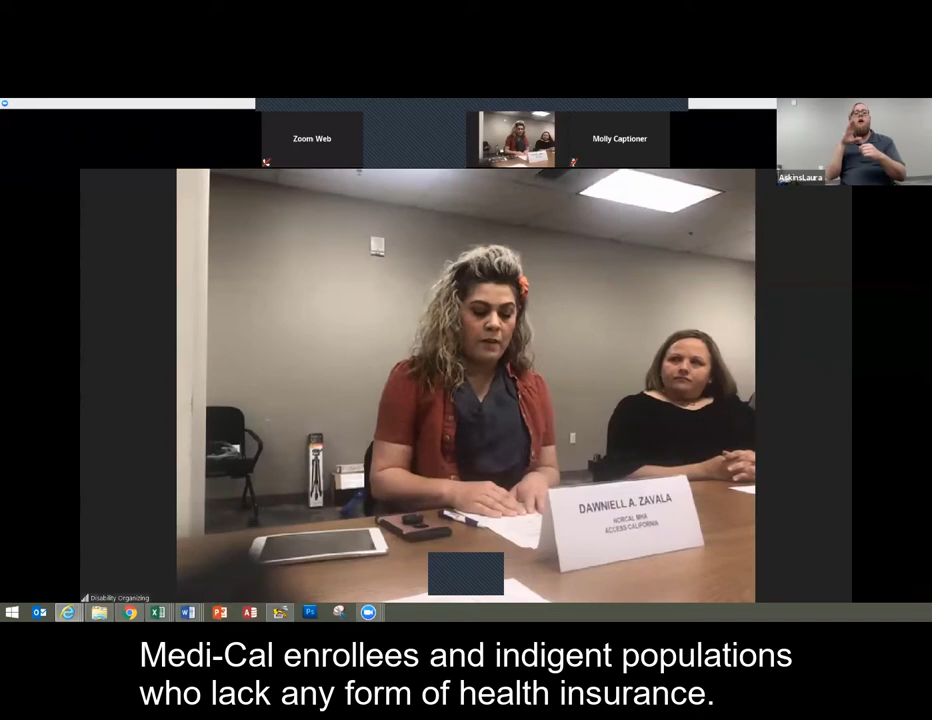 Zoom Web
Molly Captioner
AskinsLaura
DAWNIELL A. ZAVALA
NORCAL MHA
ACCESS CALIFORNIA
Disability Organizing
Medi-Cal enrollees and indigent populations
who lack any form of health insurance.